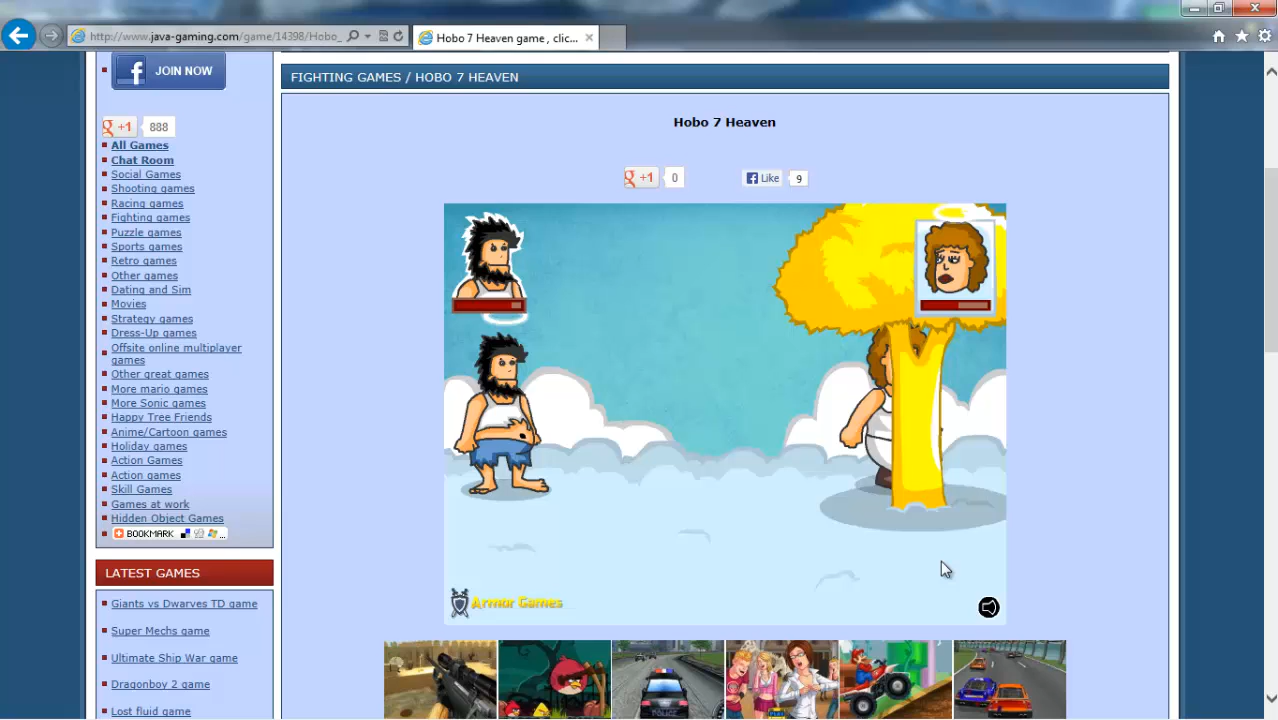 http://www.java-gaming.com/game/14398/Hobo_
Hobo 7 Heaven game , clic...
JOIN NOW
FIGHTING GAMES / HOBO 7 HEAVEN
Hobo 7 Heaven
+1 888
+1 0
Like 9
All Games
Chat Room
Social Games
Shooting games
Racing games
Fighting games
Puzzle games
Sports games
Retro games
Other games
Dating and Sim
Movies
Strategy games
Dress-Up games
Offsite online multiplayer
games
Other great games
More mario games
More Sonic games
Happy Tree Friends
Anime/Cartoon games
Holiday games
Action Games
Action games
Skill Games
Games at work
Hidden Object Games
BOOKMARK
Armor Games
LATEST GAMES
Giants vs Dwarves TD game
Super Mechs game
Ultimate Ship War game
Dragonboy 2 game
Lost fluid game
POLICE